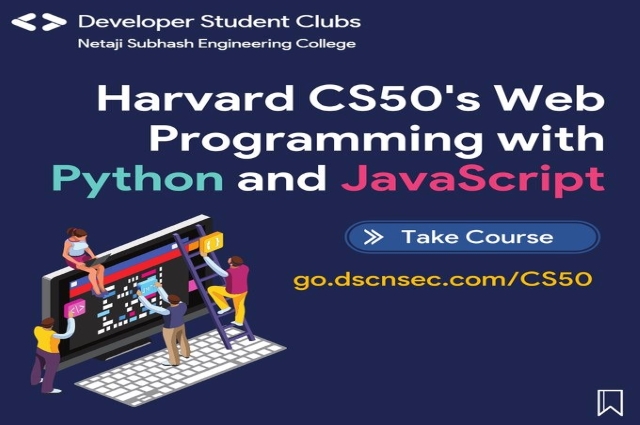 Developer Student Clubs
Netaji Subhash Engineering College
Harvard CS50's Web
Programming with
Python and JavaScript
Take Course
go.dscnsec.com/CS50